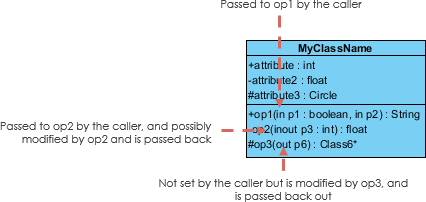 Passed to op1 by the caller
MyClassName
+attribute : int
-attribute2 : float
#attribute3 : Circle
+op1(in p1 : boolean, in p2) : String
-op2(inout p3 : int) : float
#op3(out p6) : Class6*
Passed to op2 by the caller, and possibly
modified by op2 and is passed back
Not set by the caller but is modified by op3, and
is passed back out